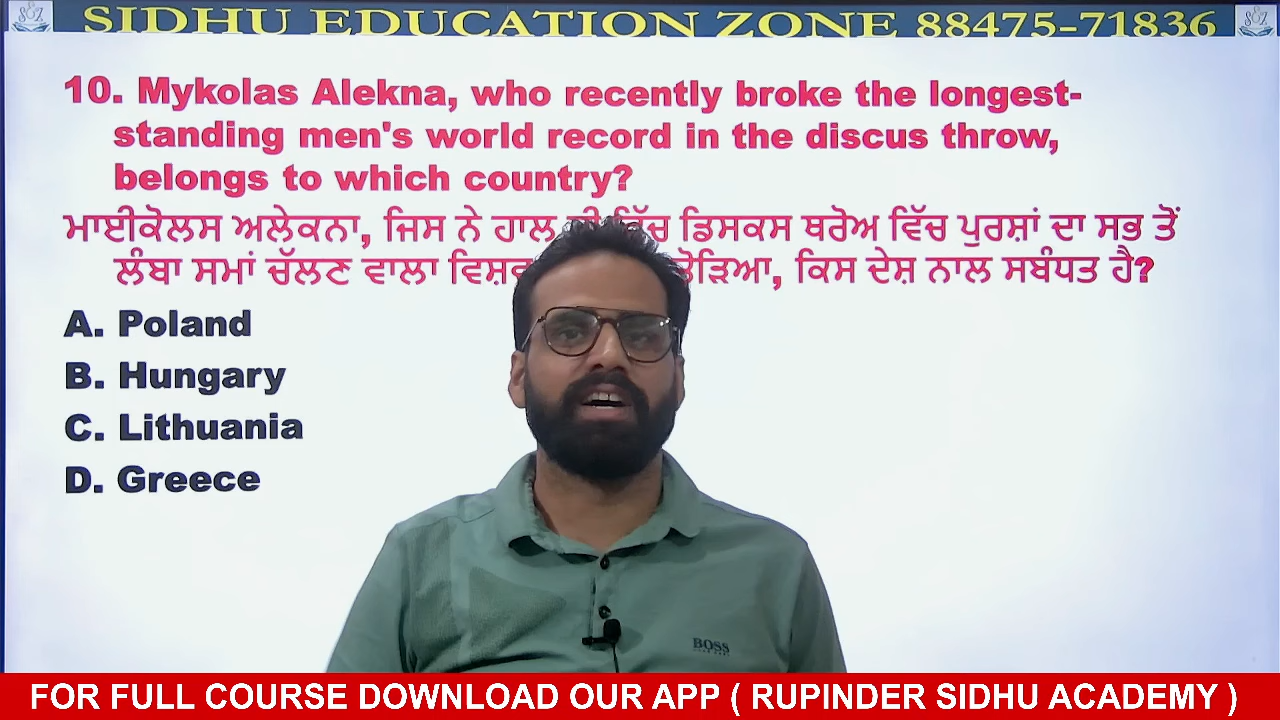 SIDHU EDUCATION ZONE 88475-71836
10. Mykolas Alekna, who recently broke the longest-
standing men's world record in the discus throw,
belongs to which country?
ਮਾਈਕੋਲਸ ਅਲੇਕਨਾ, ਜਿਸ ਨੇ ਹਾਲ ਵਿੱਚ ਡਿਸਕਸ ਥਰੋਅ ਵਿੱਚ ਪੁਰਸ਼ਾਂ ਦਾ ਸਭ ਤੋਂ
ਲੰਬਾ ਸਮਾਂ ਚੱਲਣ ਵਾਲਾ ਤੋੜਿਆ, ਕਿਸ ਦੇਸ਼ ਨਾਲ ਸਬੰਧਤ ਹੈ?
A. Poland
B. Hungary
C. Lithuania
D. Greece
BOSS
FOR FULL COURSE DOWNLOAD OUR APP ( RUPINDER SIDHU ACADEMY )